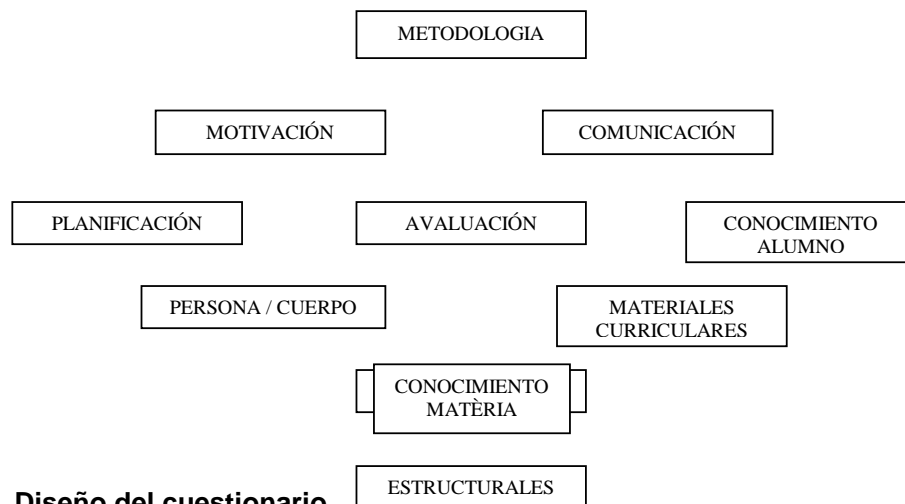 METODOLOGIA
MOTIVACIÓN
COMUNICACIÓN
PLANIFICACIÓN
AVALUACIÓN
CONOCIMIENTO
ALUMNO
PERSONA / CUERPO
MATERIALES
CURRICULARES
CONOCIMIENTO
MATÈRIA
ESTRUCTURALES
Diseño del cuestionario